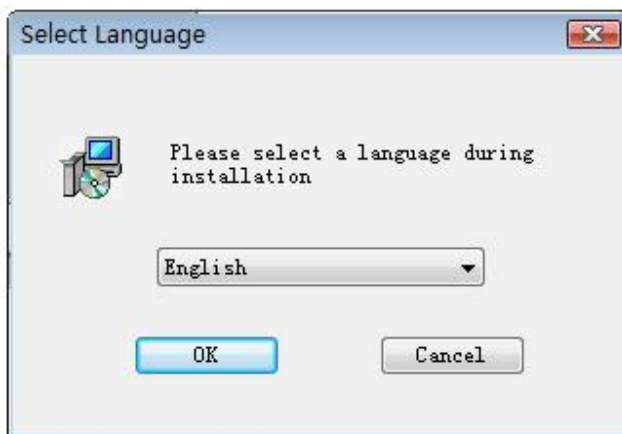 Select Language
Please select a language during
installation
English
OK
Cancel